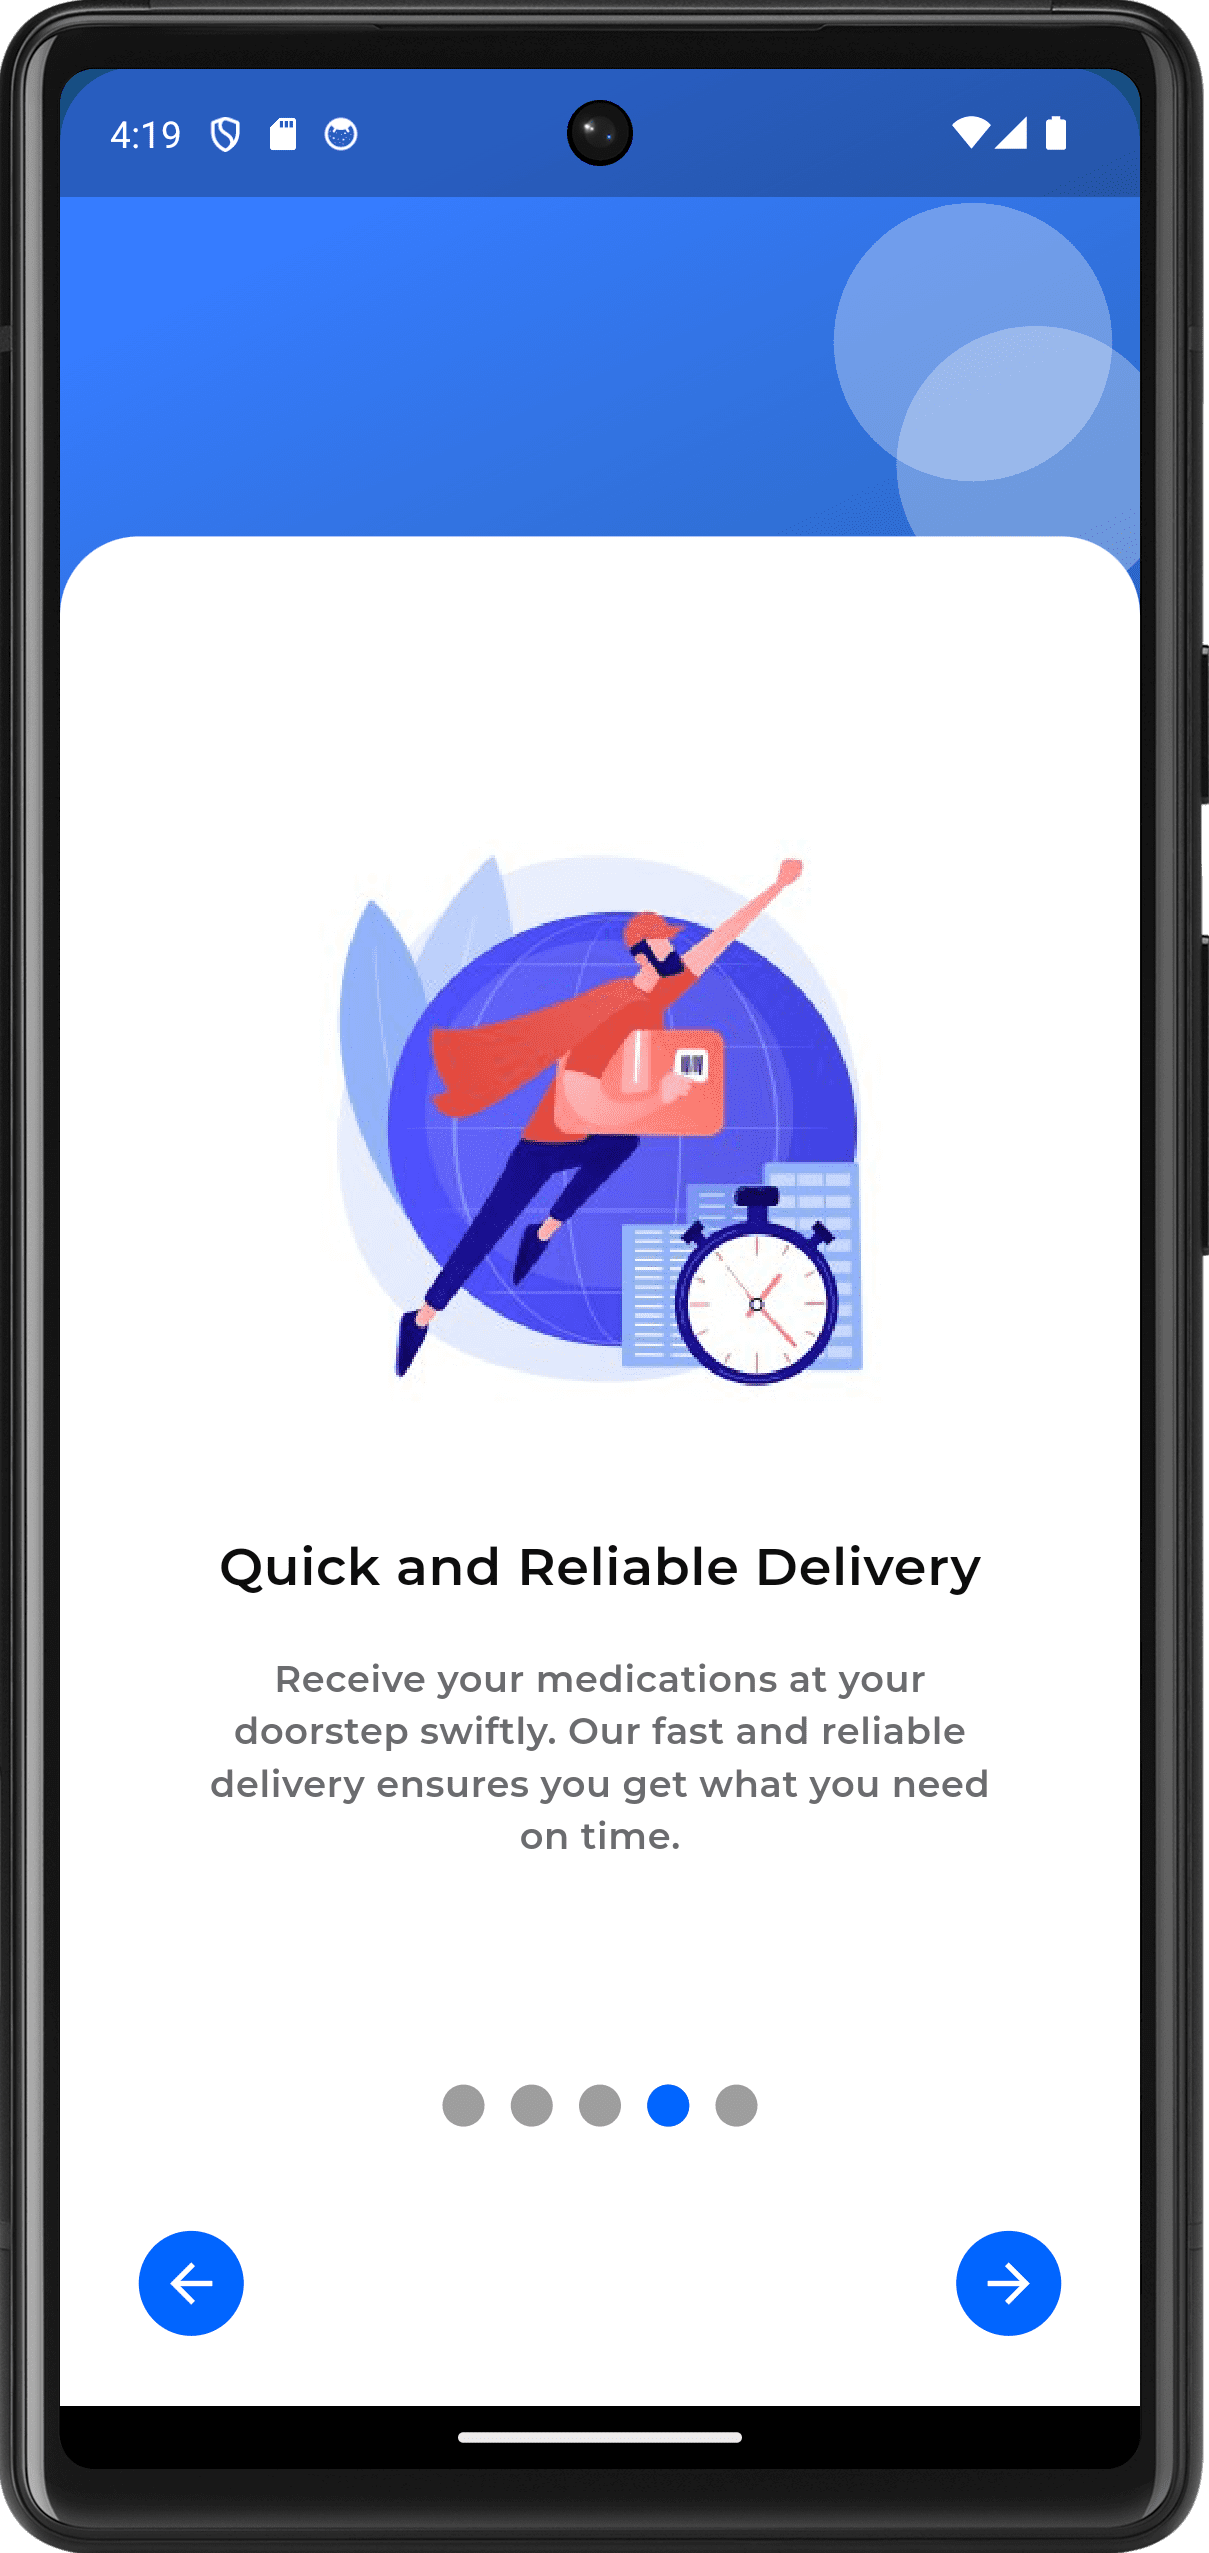 4:19
Quick and Reliable Delivery
Receive your medications at your
doorstep swiftly. Our fast and reliable
delivery ensures you get what you need
on time.